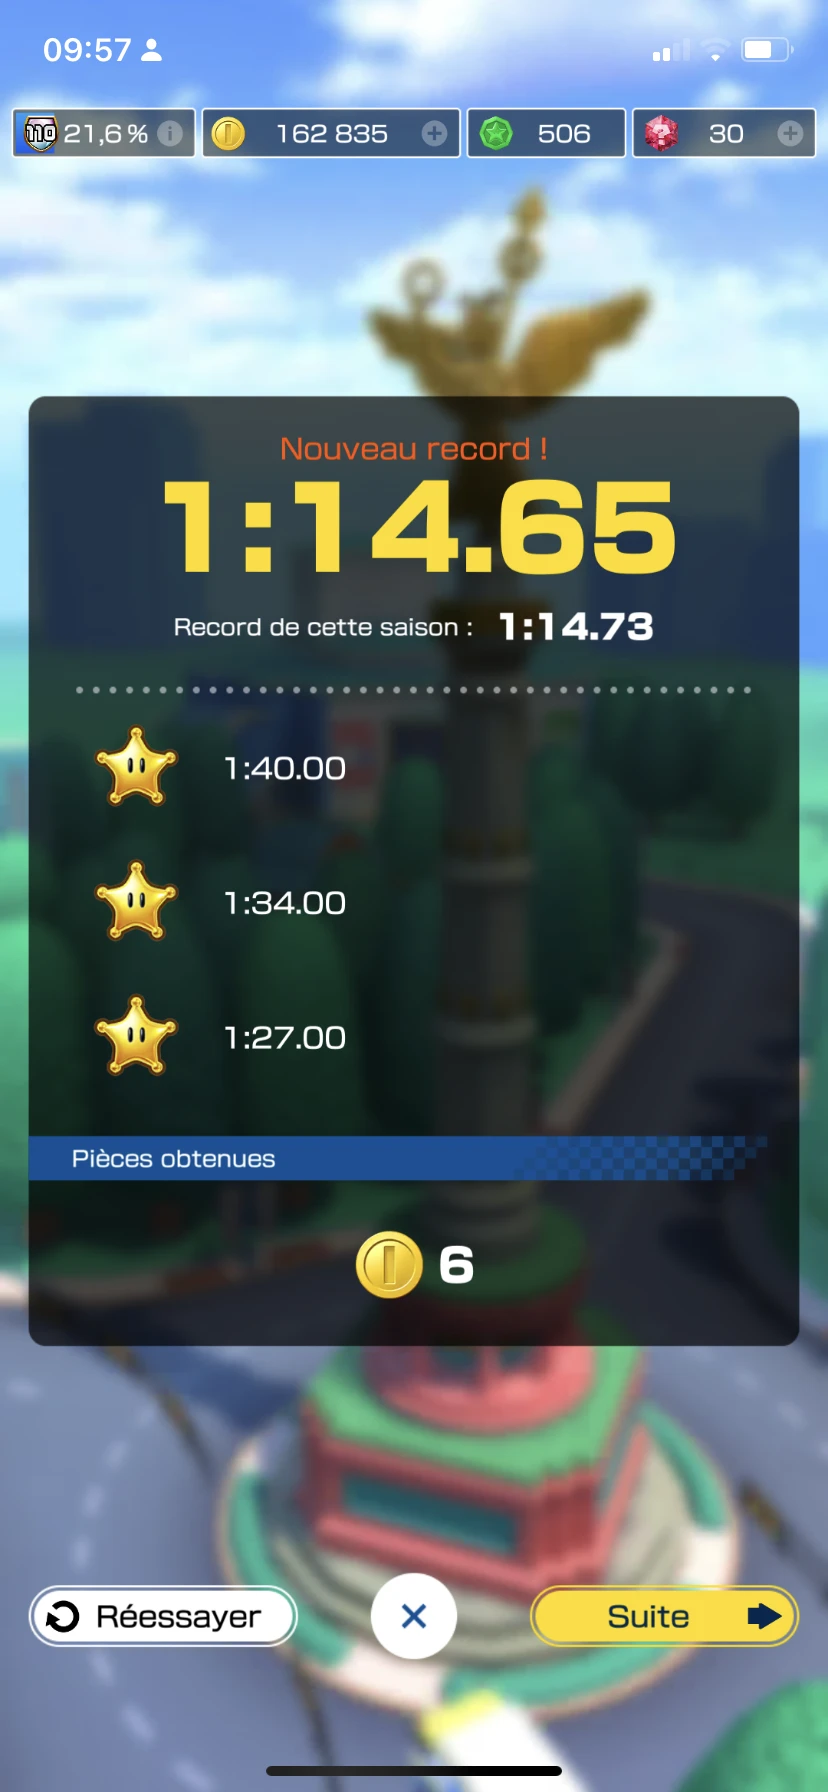 09:57
110 21,6 % i 162 835 506 30
Nouveau record !
1:14.65
Record de cette saison : 1:14.73
1:40.00
1:34.00
1:27.00
Pièces obtenues
6
Réessayer
Suite